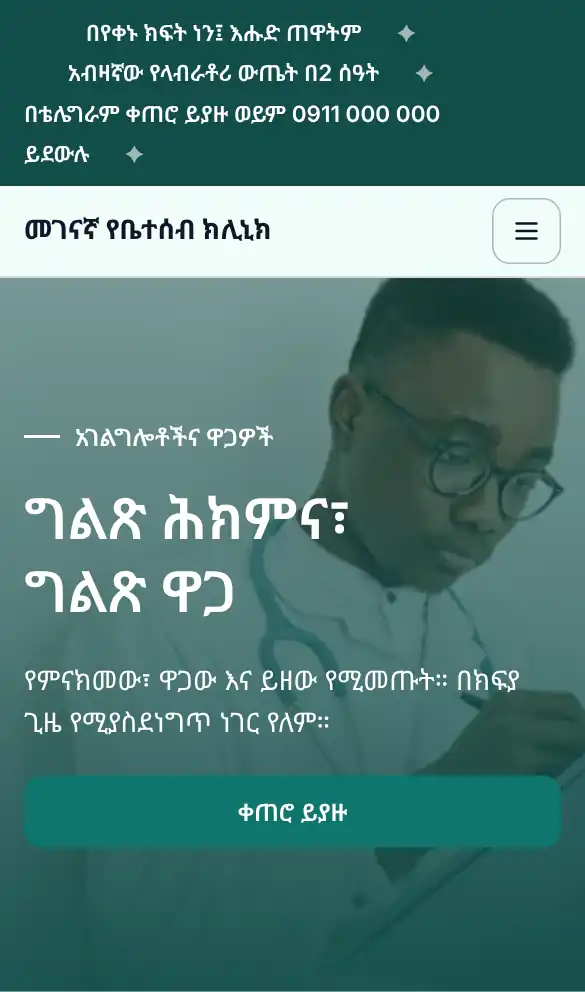 በየቀኑ ክፍት ነን፤ እሑድ ጠዋትም
አብዛኛው የላብራቶሪ ውጤት በ2 ሰዓት
በቴሌግራም ቀጠሮ ይያዙ ወይም 0911 000 000
ይደውሉ
መገናኛ የቤተሰብ ክሊኒክ
አገልግሎቶችና ዋጋዎች
ግልጽ ሕክምና፣
ግልጽ ዋጋ
የምናክመው፣ ዋጋው እና ይዘው የሚመጡት። በክፍያ
ጊዜ የሚያስደነግጥ ነገር የለም።
ቀጠሮ ይያዙ